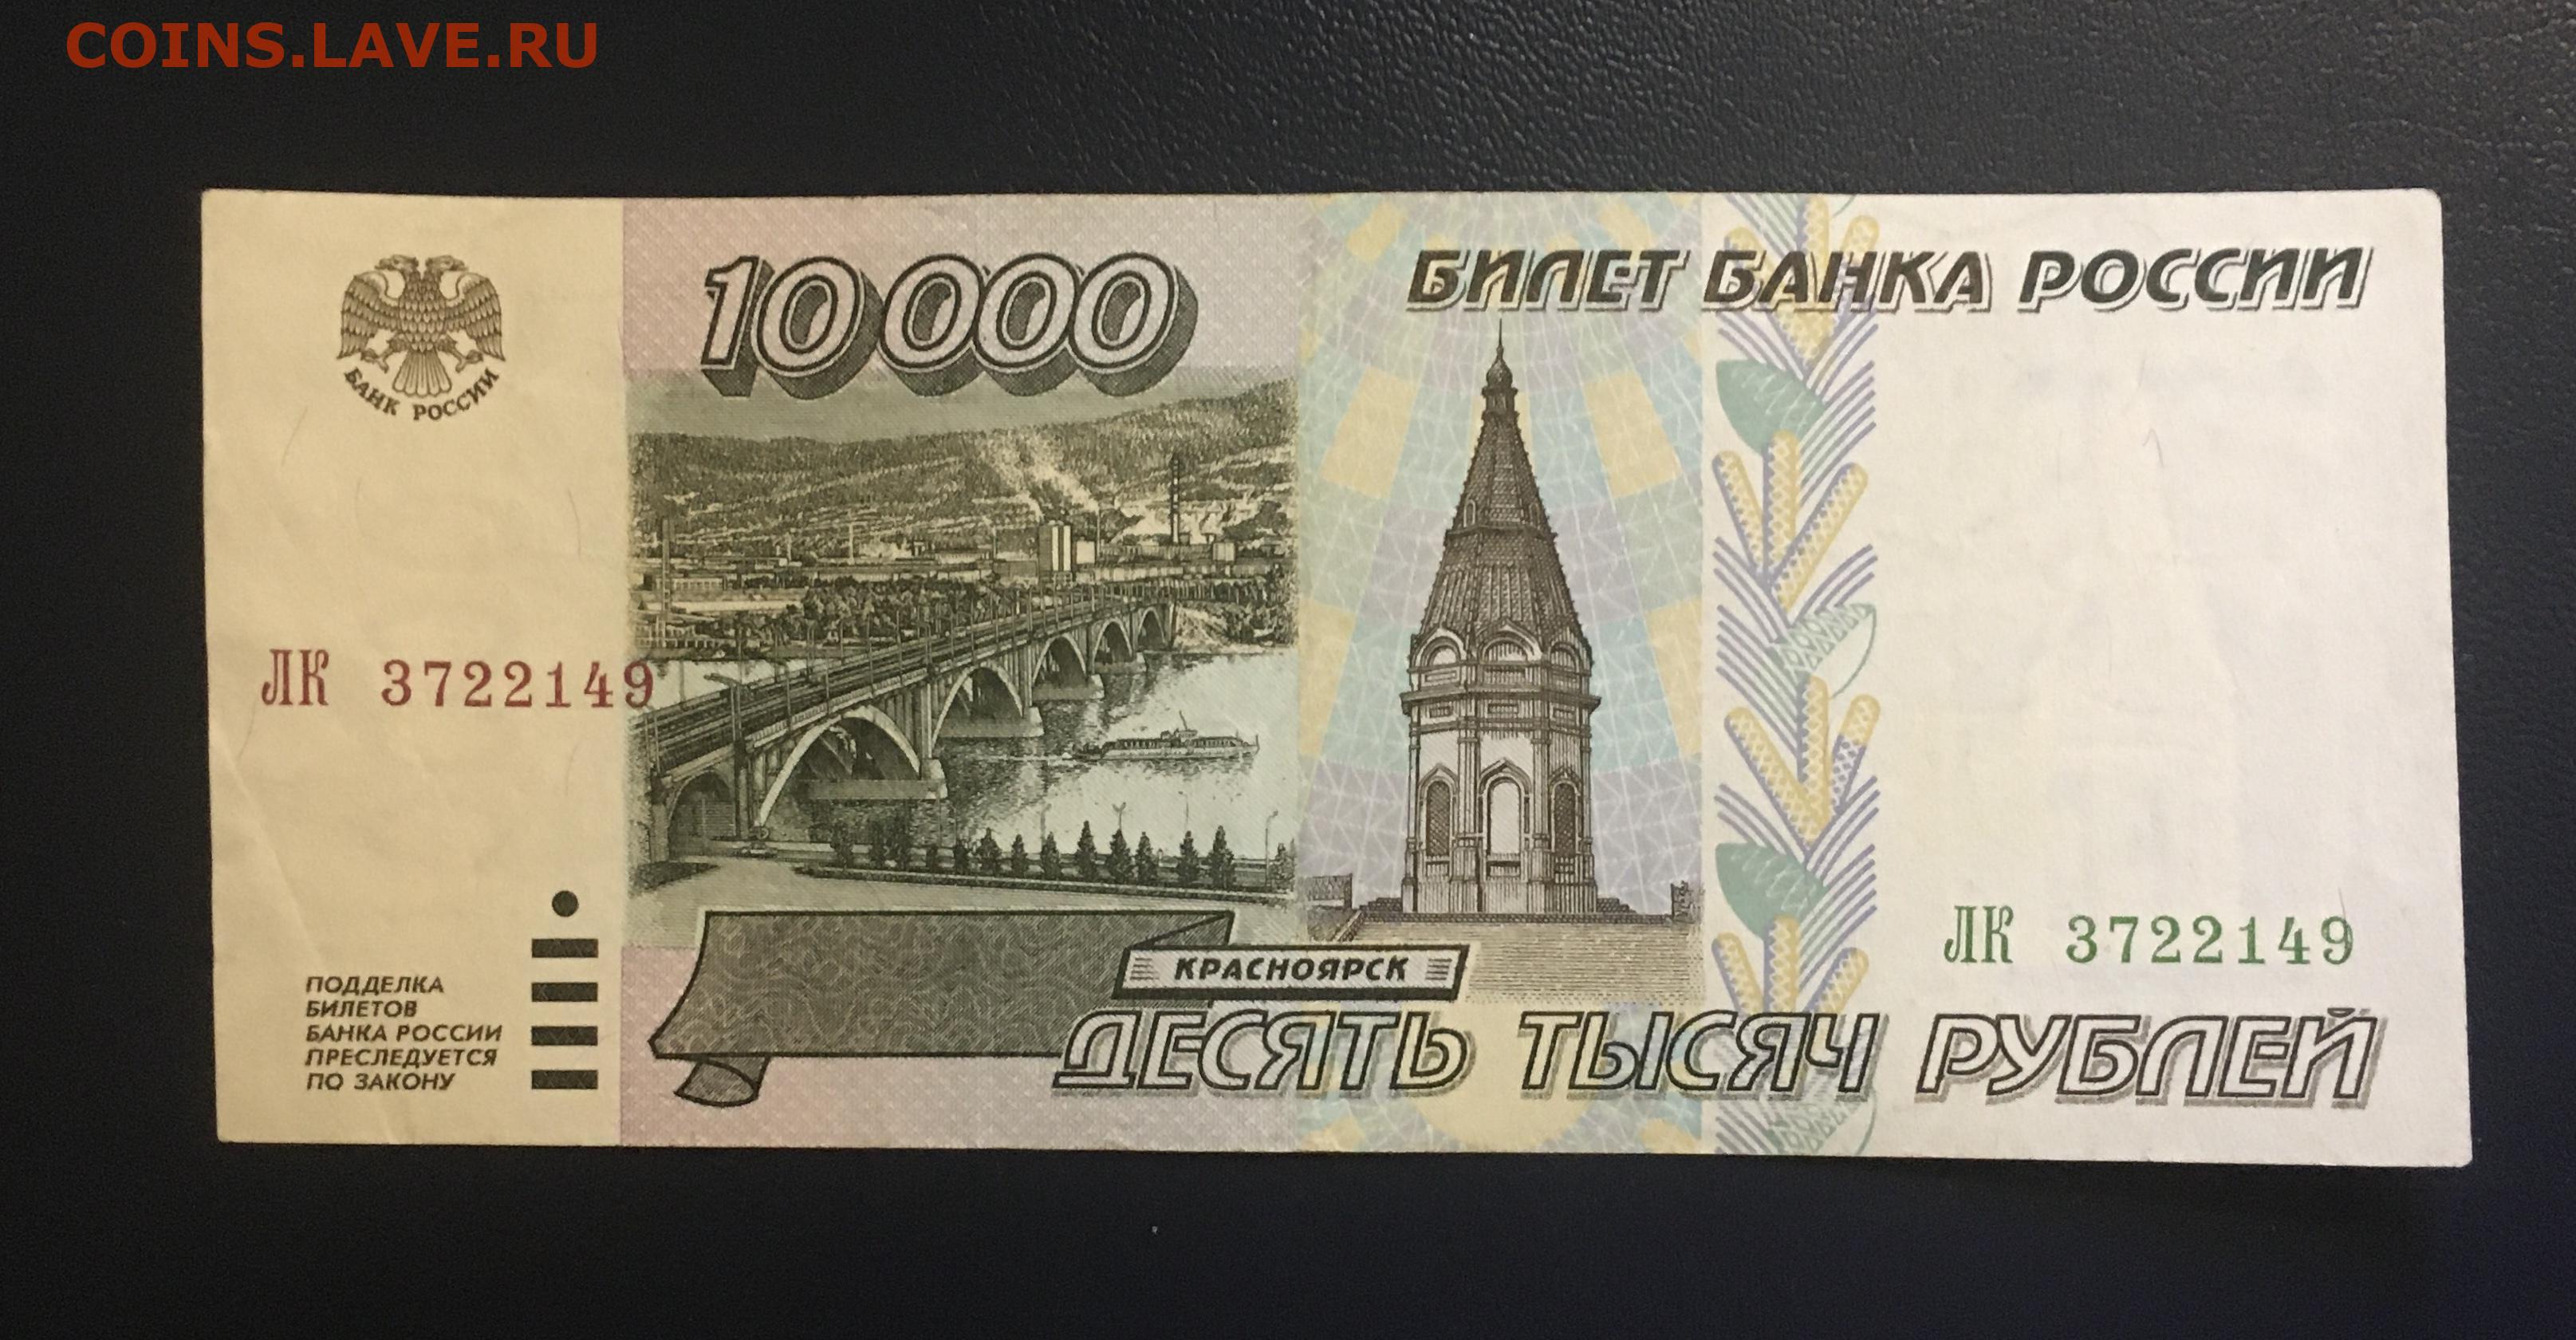 COINS.LAVE.RU
10 000
БИЛЕТ БАНКА РОССИИ
БАНК РОССИИ
ЛК 3722149
ЛК 3722149
КРАСНОЯРСК
ПОДДЕЛКА
БИЛЕТОВ
БАНКА РОССИИ
ПРЕСЛЕДУЕТСЯ
ПО ЗАКОНУ
ДЕСЯТЬ ТЫСЯЧ РУБЛЕЙ